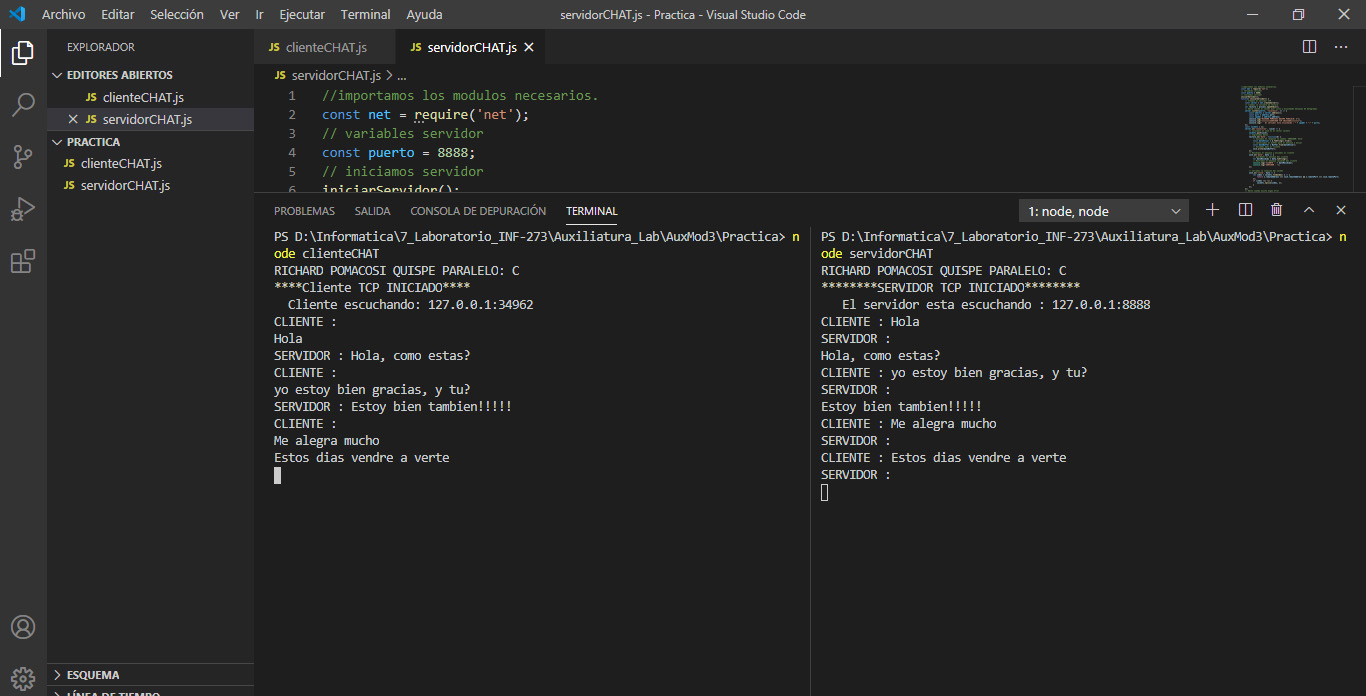 Archivo Editar Selección Ver Ir Ejecutar Terminal Ayuda
servidorCHAT.js - Practica - Visual Studio Code
EXPLORADOR
EDITORES ABIERTOS
JS clienteCHAT.js
JS servidorCHAT.js
PRACTICA
JS clienteCHAT.js
JS servidorCHAT.js
ESQUEMA
LÍNEA DE TIEMPO
JS clienteCHAT.js
JS servidorCHAT.js
JS servidorCHAT.js > ...
1 //importamos los modulos necesarios.
2 const net = require('net');
3 // variables servidor
4 const puerto = 8888;
5 // iniciamos servidor
6 iniciarServidor();
PROBLEMAS SALIDA CONSOLA DE DEPURACIÓN TERMINAL
1: node, node
PS D:\Informatica\7_Laboratorio_INF-273\Auxiliatura_Lab\AuxMod3\Practica> n
ode clienteCHAT
RICHARD POMACOSI QUISPE PARALELO: C
****Cliente TCP INICIADO****
Cliente escuchando: 127.0.0.1:34962
CLIENTE :
Hola
SERVIDOR : Hola, como estas?
CLIENTE :
yo estoy bien gracias, y tu?
SERVIDOR : Estoy bien tambien!!!!!
CLIENTE :
Me alegra mucho
Estos dias vendre a verte
PS D:\Informatica\7_Laboratorio_INF-273\Auxiliatura_Lab\AuxMod3\Practica> n
ode servidorCHAT
RICHARD POMACOSI QUISPE PARALELO: C
********SERVIDOR TCP INICIADO********
El servidor esta escuchando : 127.0.0.1:8888
CLIENTE : Hola
SERVIDOR :
Hola, como estas?
CLIENTE : yo estoy bien gracias, y tu?
SERVIDOR :
Estoy bien tambien!!!!!
CLIENTE : Me alegra mucho
SERVIDOR :
CLIENTE : Estos dias vendre a verte
SERVIDOR :